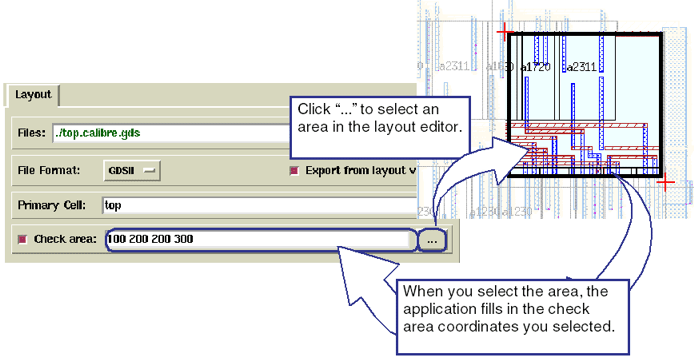 a2311
a1720
a2311
Layout
Files: ./top.calibre.gds
Click “...” to select an
area in the layout editor.
File Format: GDSII
Export from layout v
Primary Cell: top
Check area: 100 200 200 300 ...
a1230 a1230
When you select the area, the
application fills in the check
area coordinates you selected.